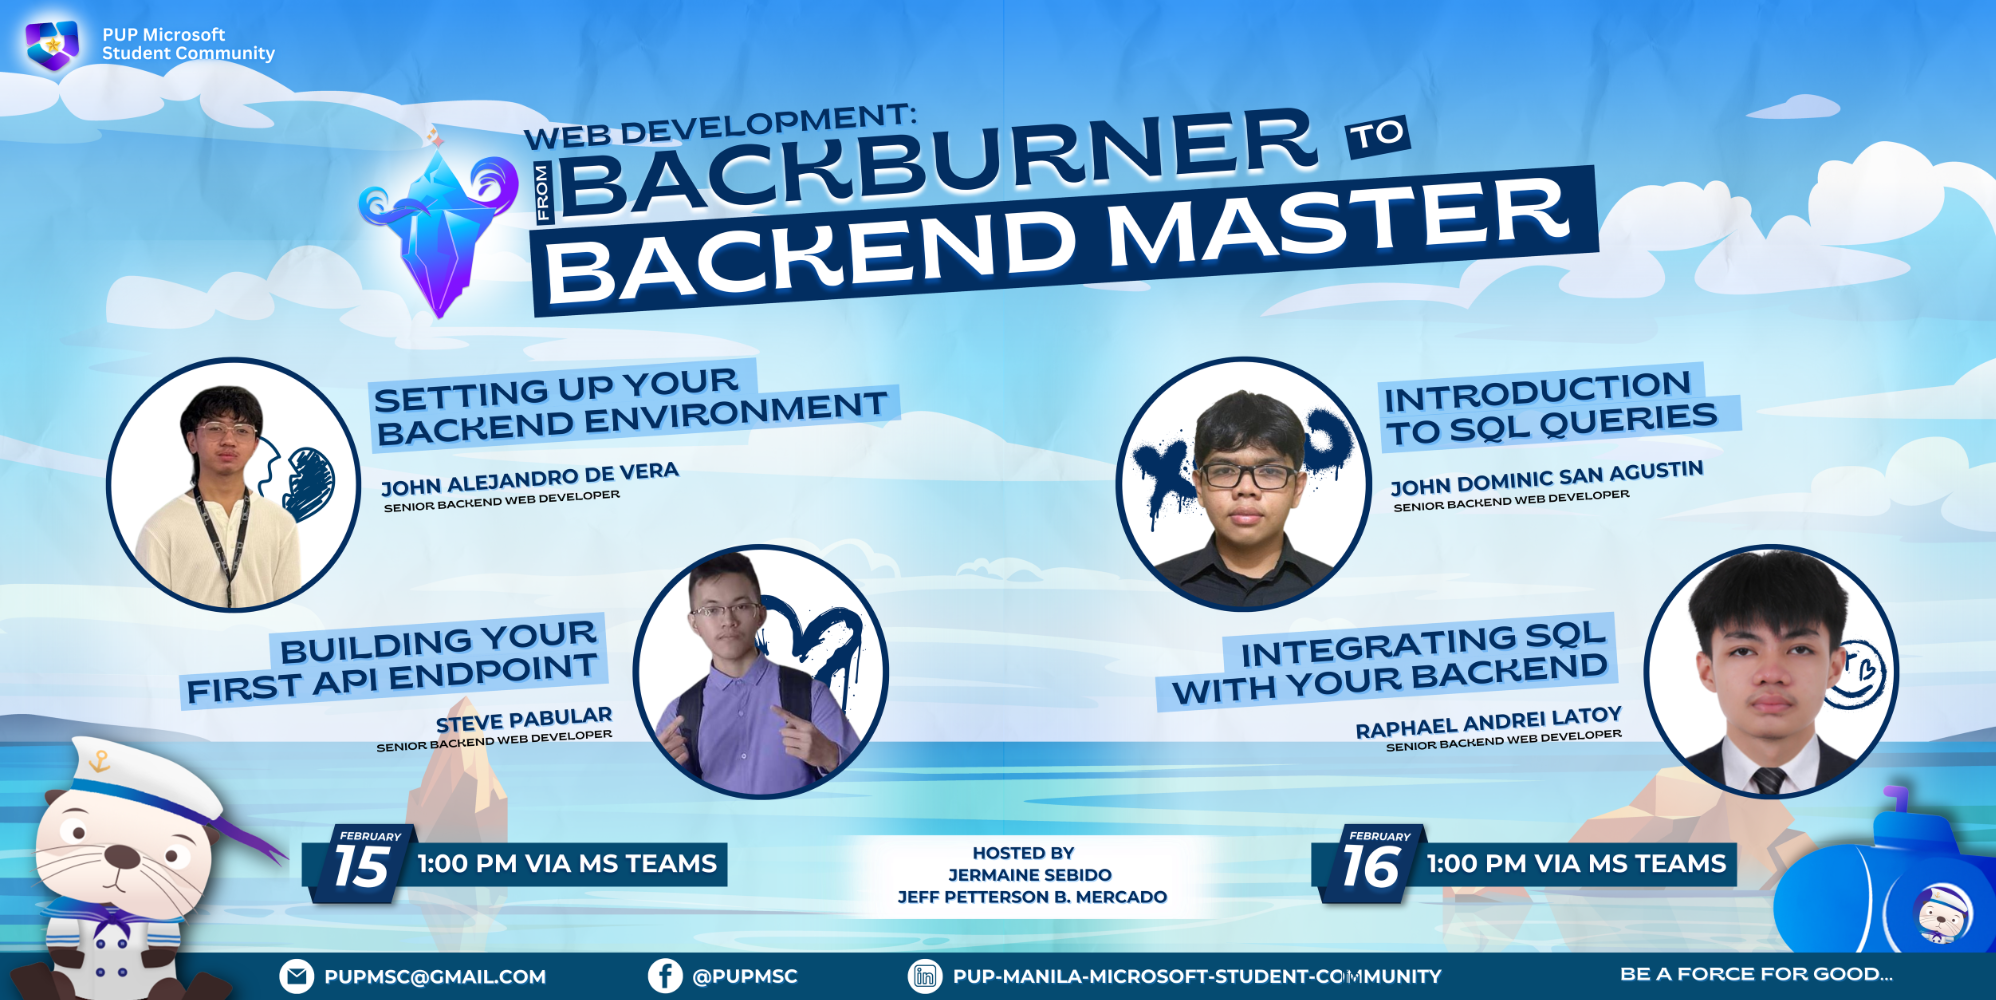 PUP Microsoft
Student Community
WEB DEVELOPMENT:
FROM BACKBURNER TO
BACKEND MASTER
SETTING UP YOUR
BACKEND ENVIRONMENT
JOHN ALEJANDRO DE VERA
SENIOR BACKEND WEB DEVELOPER
BUILDING YOUR
FIRST API ENDPOINT
STEVE PABULAR
SENIOR BACKEND WEB DEVELOPER
INTRODUCTION
TO SQL QUERIES
JOHN DOMINIC SAN AGUSTIN
SENIOR BACKEND WEB DEVELOPER
INTEGRATING SQL
WITH YOUR BACKEND
RAPHAEL ANDREI LATOY
SENIOR BACKEND WEB DEVELOPER
FEBRUARY
15
1:00 PM VIA MS TEAMS
HOSTED BY
JERMAINE SEBIDO
JEFF PETTERSON B. MERCADO
FEBRUARY
16
1:00 PM VIA MS TEAMS
PUPMSC@GMAIL.COM
@PUPMSC
PUP-MANILA-MICROSOFT-STUDENT-COMMUNITY
BE A FORCE FOR GOOD...